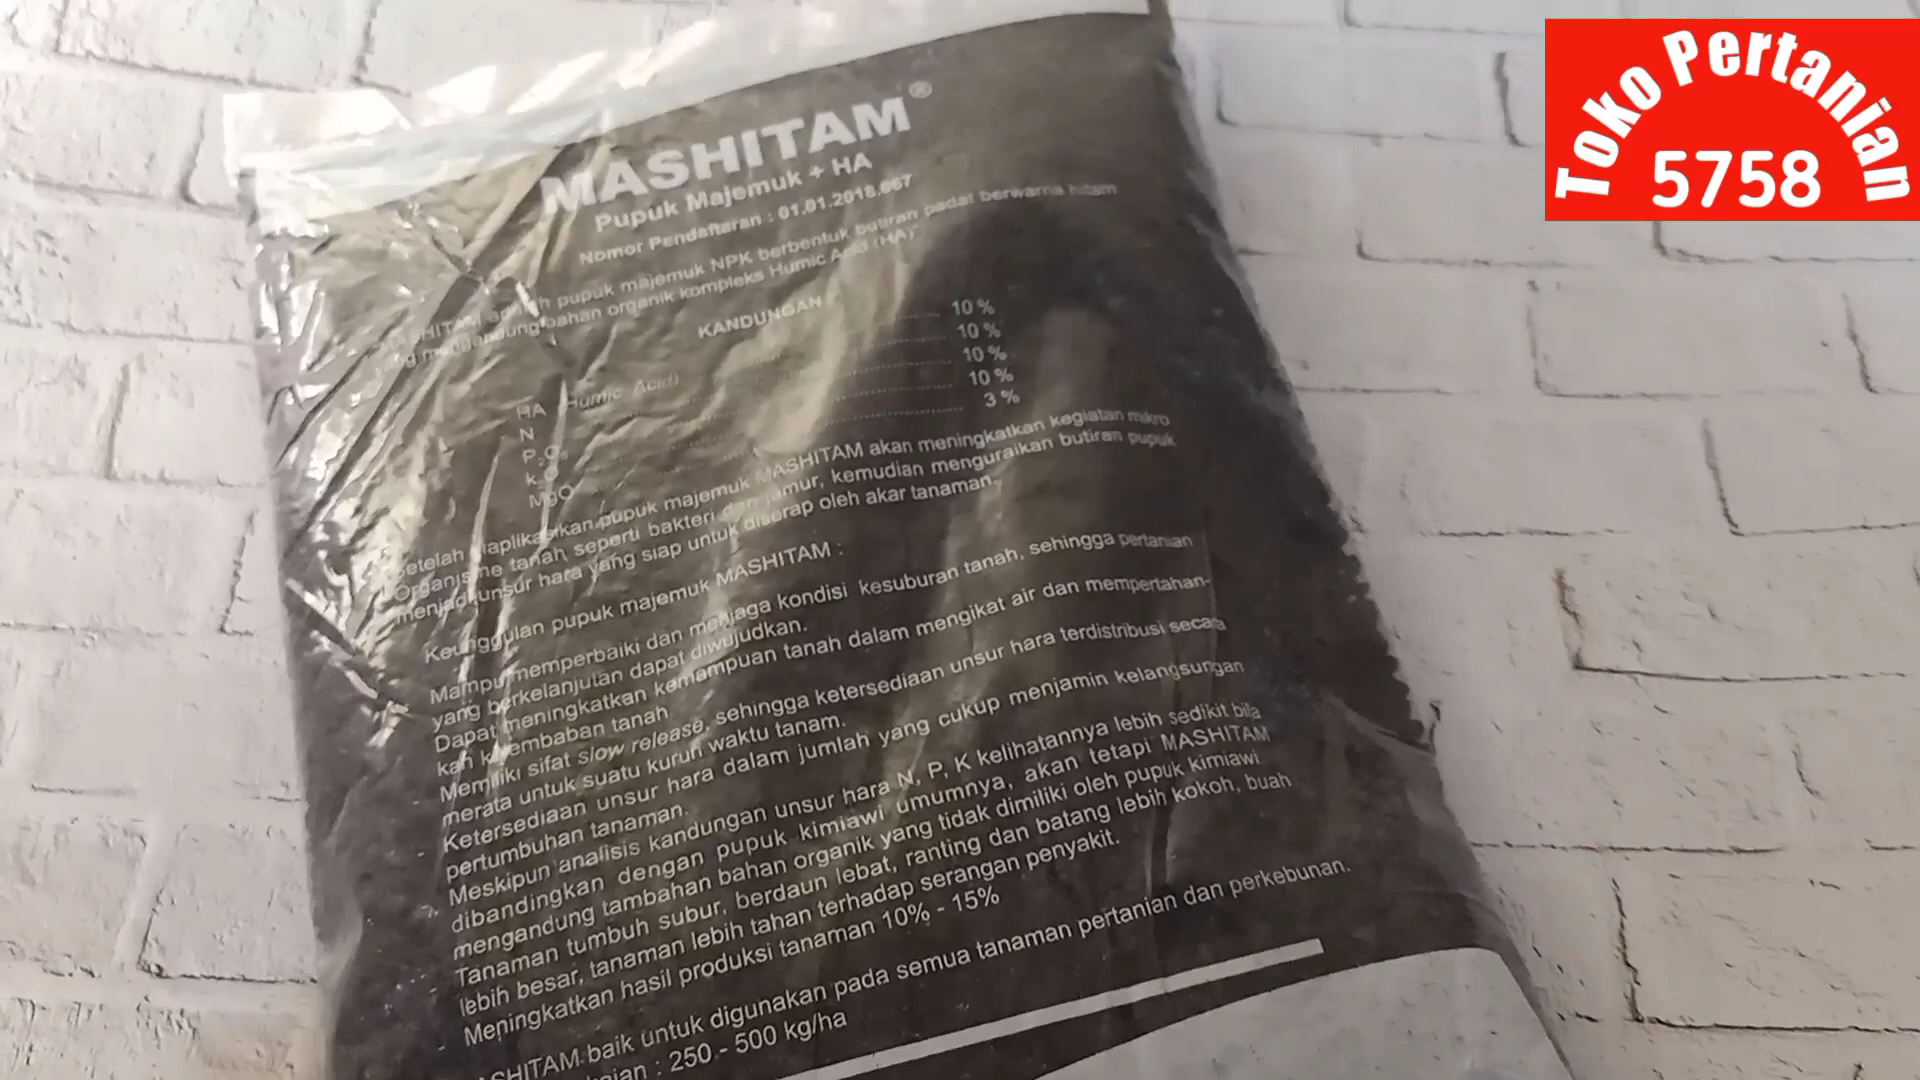 Toko Pertanian
5758
MASHITAM®
Pupuk Majemuk + HA
Nomor Pendaftaran : 01.01.2018.667
pupuk majemuk NPK berbentuk butiran padat berwarna hitam
mengandung bahan organik kompleks Humic Acid (HA)
KANDUNGAN
HA (Humic Acid) 10 %
N 10 %
P2O5 10 %
K2O 10 %
MgO 3 %
Setelah diaplikasikan pupuk majemuk MASHITAM akan meningkatkan kegiatan mikro
Organisme tanah seperti bakteri dan jamur, kemudian menguraikan butiran pupuk
menjadi unsur hara yang siap untuk diserap oleh akar tanaman.
Keunggulan pupuk majemuk MASHITAM :
Mampu memperbaiki dan menjaga kondisi kesuburan tanah, sehingga pertanian
yang berkelanjutan dapat diwujudkan.
Dapat meningkatkan kemampuan tanah dalam mengikat air dan mempertahan-
kan kelembaban tanah
Memiliki sifat slow release, sehingga ketersediaan unsur hara terdistribusi secara
merata untuk suatu kurun waktu tanam.
- Ketersediaan unsur hara dalam jumlah yang cukup menjamin kelangsungan
pertumbuhan tanaman.
- Meskipun analisis kandungan unsur hara N, P, K kelihatannya lebih sedikit bila
dibandingkan dengan pupuk kimiawi umumnya, akan tetapi MASHITAM
mengandung tambahan bahan organik yang tidak dimiliki oleh pupuk kimiawi
- Tanaman tumbuh subur, berdaun lebat, ranting dan batang lebih kokoh, buah
lebih besar, tanaman lebih tahan terhadap serangan penyakit.
- Meningkatkan hasil produksi tanaman 10% - 15%
MASHITAM baik untuk digunakan pada semua tanaman pertanian dan perkebunan.
: 250 - 500 kg/ha